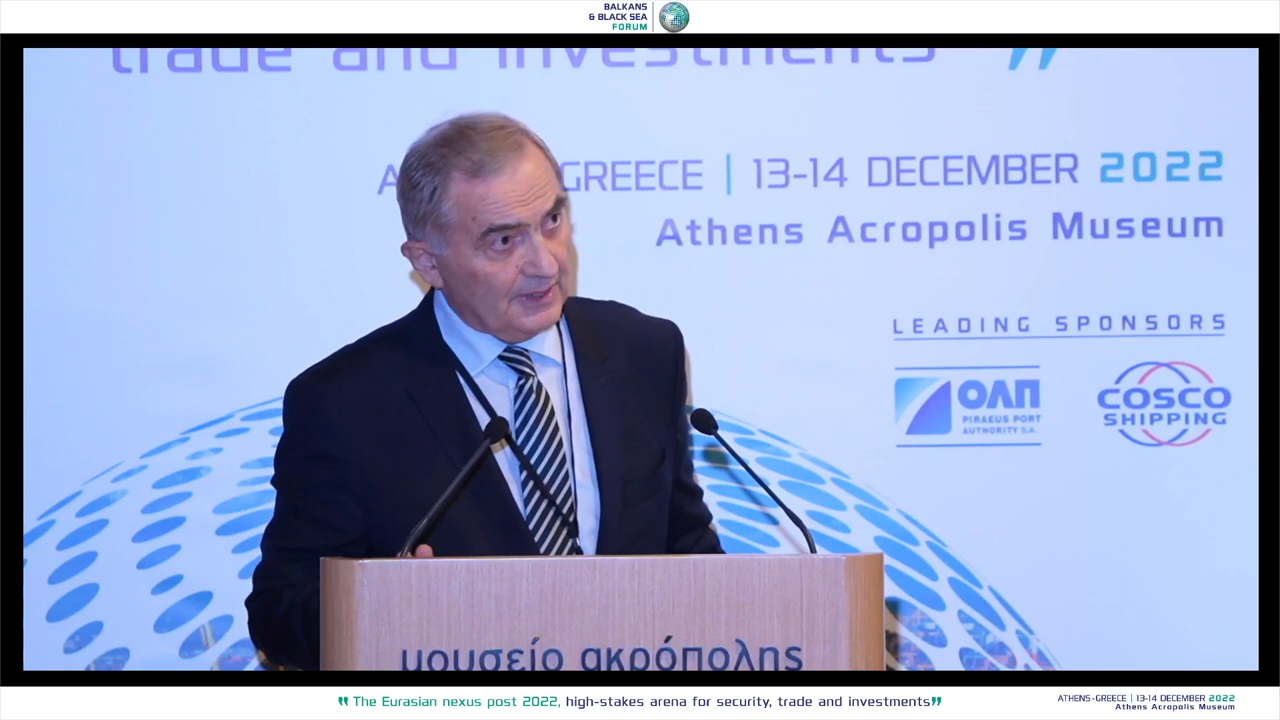 BALKANS
& BLACK SEA
FORUM
trade and investments”
GREECE | 13-14 DECEMBER 2022
Athens Acropolis Museum
LEADING SPONSORS
ΟΛΠ
PIRAEUS PORT
AUTHORITY S.A.
COSCO
SHIPPING
μουσείο ακρόπολης
“The Eurasian nexus post 2022, high-stakes arena for security, trade and investments”
ATHENS-GREECE | 13-14 DECEMBER 2022
Athens Acropolis Museum